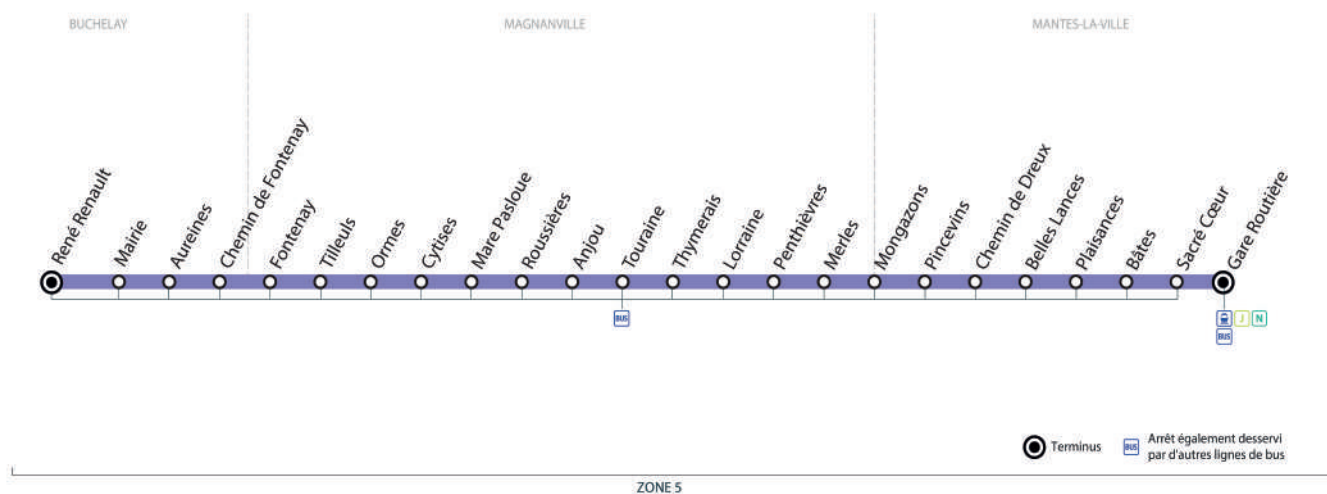 BUCHELAY
MAGNANVILLE
MANTES-LA-VILLE
René Renault
Mairie
Aureines
Chemin de Fontenay
Fontenay
Tilleuls
Ormes
Cytises
Mare Pasloue
Roussières
Anjou
Touraine
Thymerais
Lorraine
Penthièvres
Merles
Mongazons
Pincevins
Chemin de Dreux
Belles Lances
Plaisances
Bâtes
Sacré Cœur
Gare Routière
BUS
J N
BUS
Terminus
BUS
Arrêt également desservi
par d'autres lignes de bus
ZONE 5